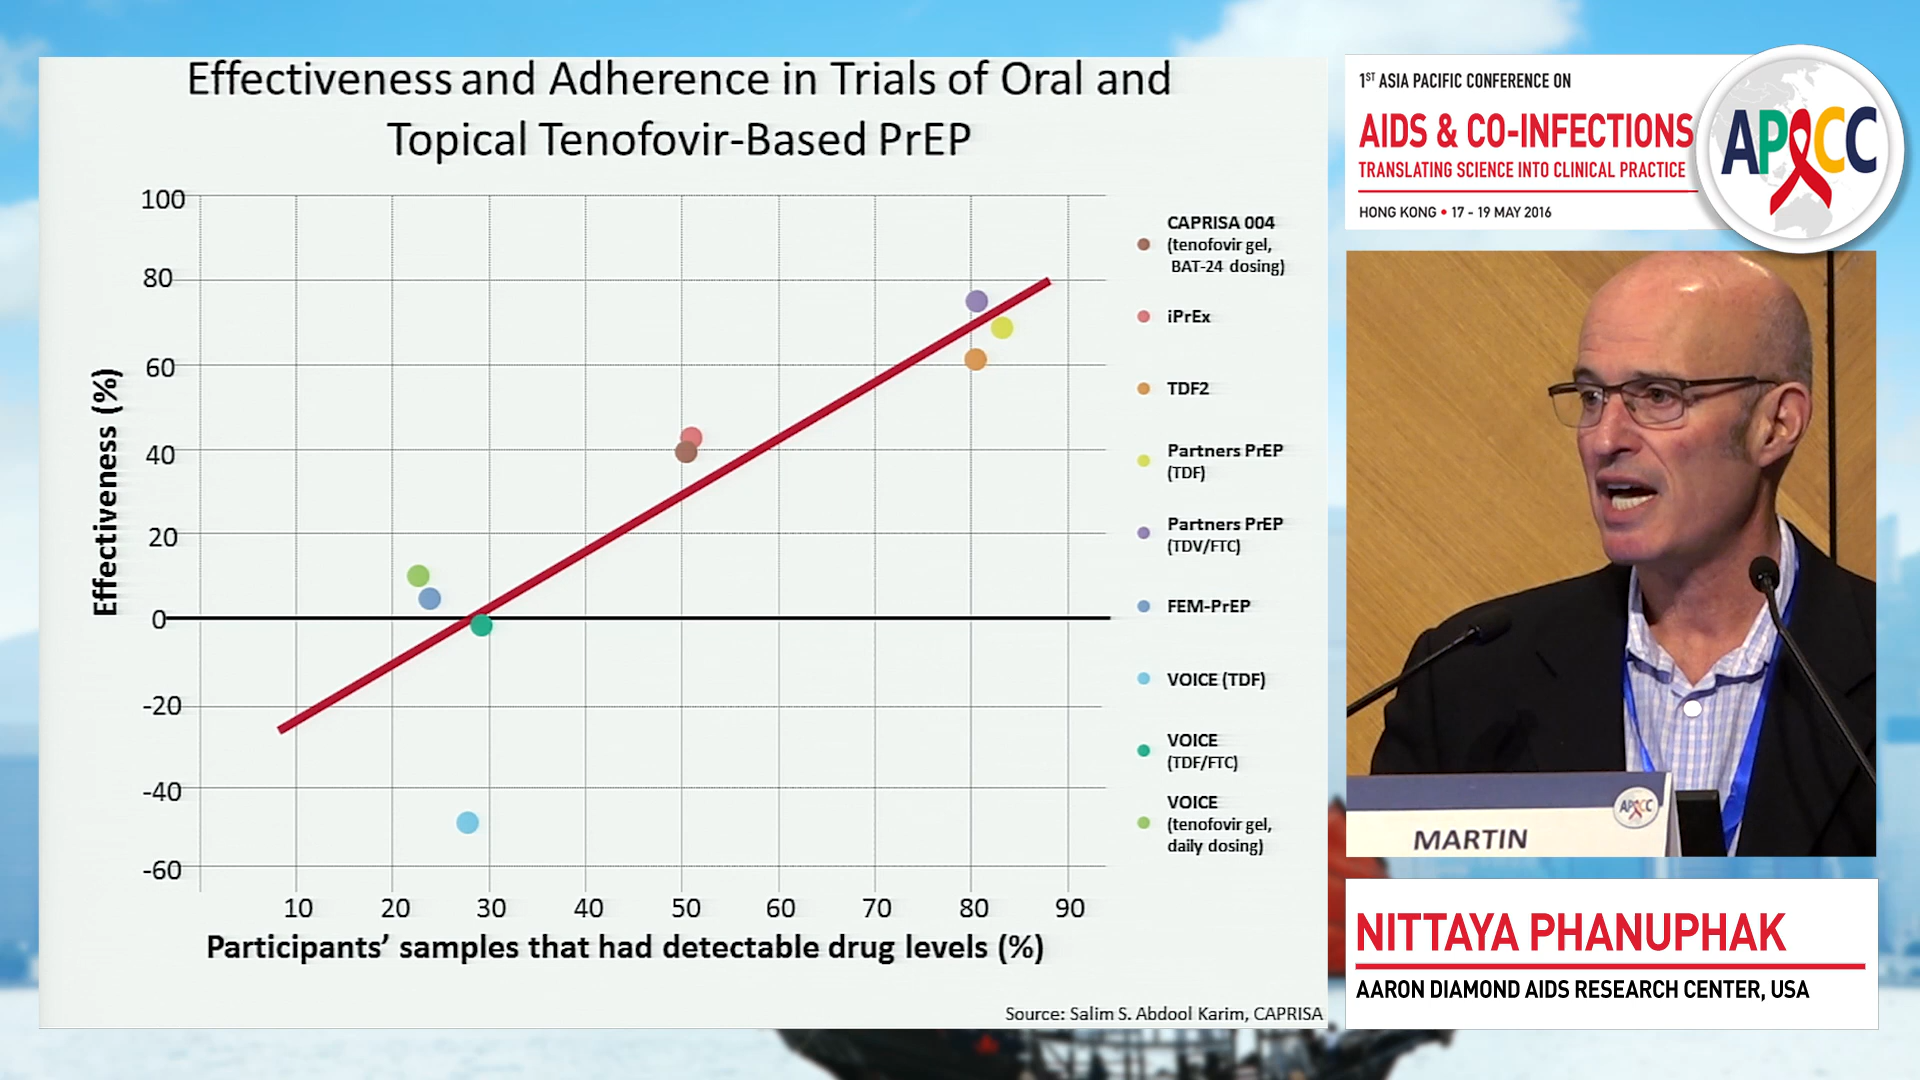 Effectiveness and Adherence in Trials of Oral and
Topical Tenofovir-Based PrEP
Effectiveness (%)
100
80
60
40
20
0
-20
-40
-60
10 20 30 40 50 60 70 80 90
Participants’ samples that had detectable drug levels (%)
CAPRISA 004
(tenofovir gel,
BAT-24 dosing)
iPrEx
TDF2
Partners PrEP
(TDF)
Partners PrEP
(TDV/FTC)
FEM-PrEP
VOICE (TDF)
VOICE
(TDF/FTC)
VOICE
(tenofovir gel,
daily dosing)
Source: Salim S. Abdool Karim, CAPRISA
1ST ASIA PACIFIC CONFERENCE ON
AIDS & CO-INFECTIONS
TRANSLATING SCIENCE INTO CLINICAL PRACTICE
HONG KONG • 17 - 19 MAY 2016
APACC
APACC
MARTIN
NITTAYA PHANUPHAK
AARON DIAMOND AIDS RESEARCH CENTER, USA